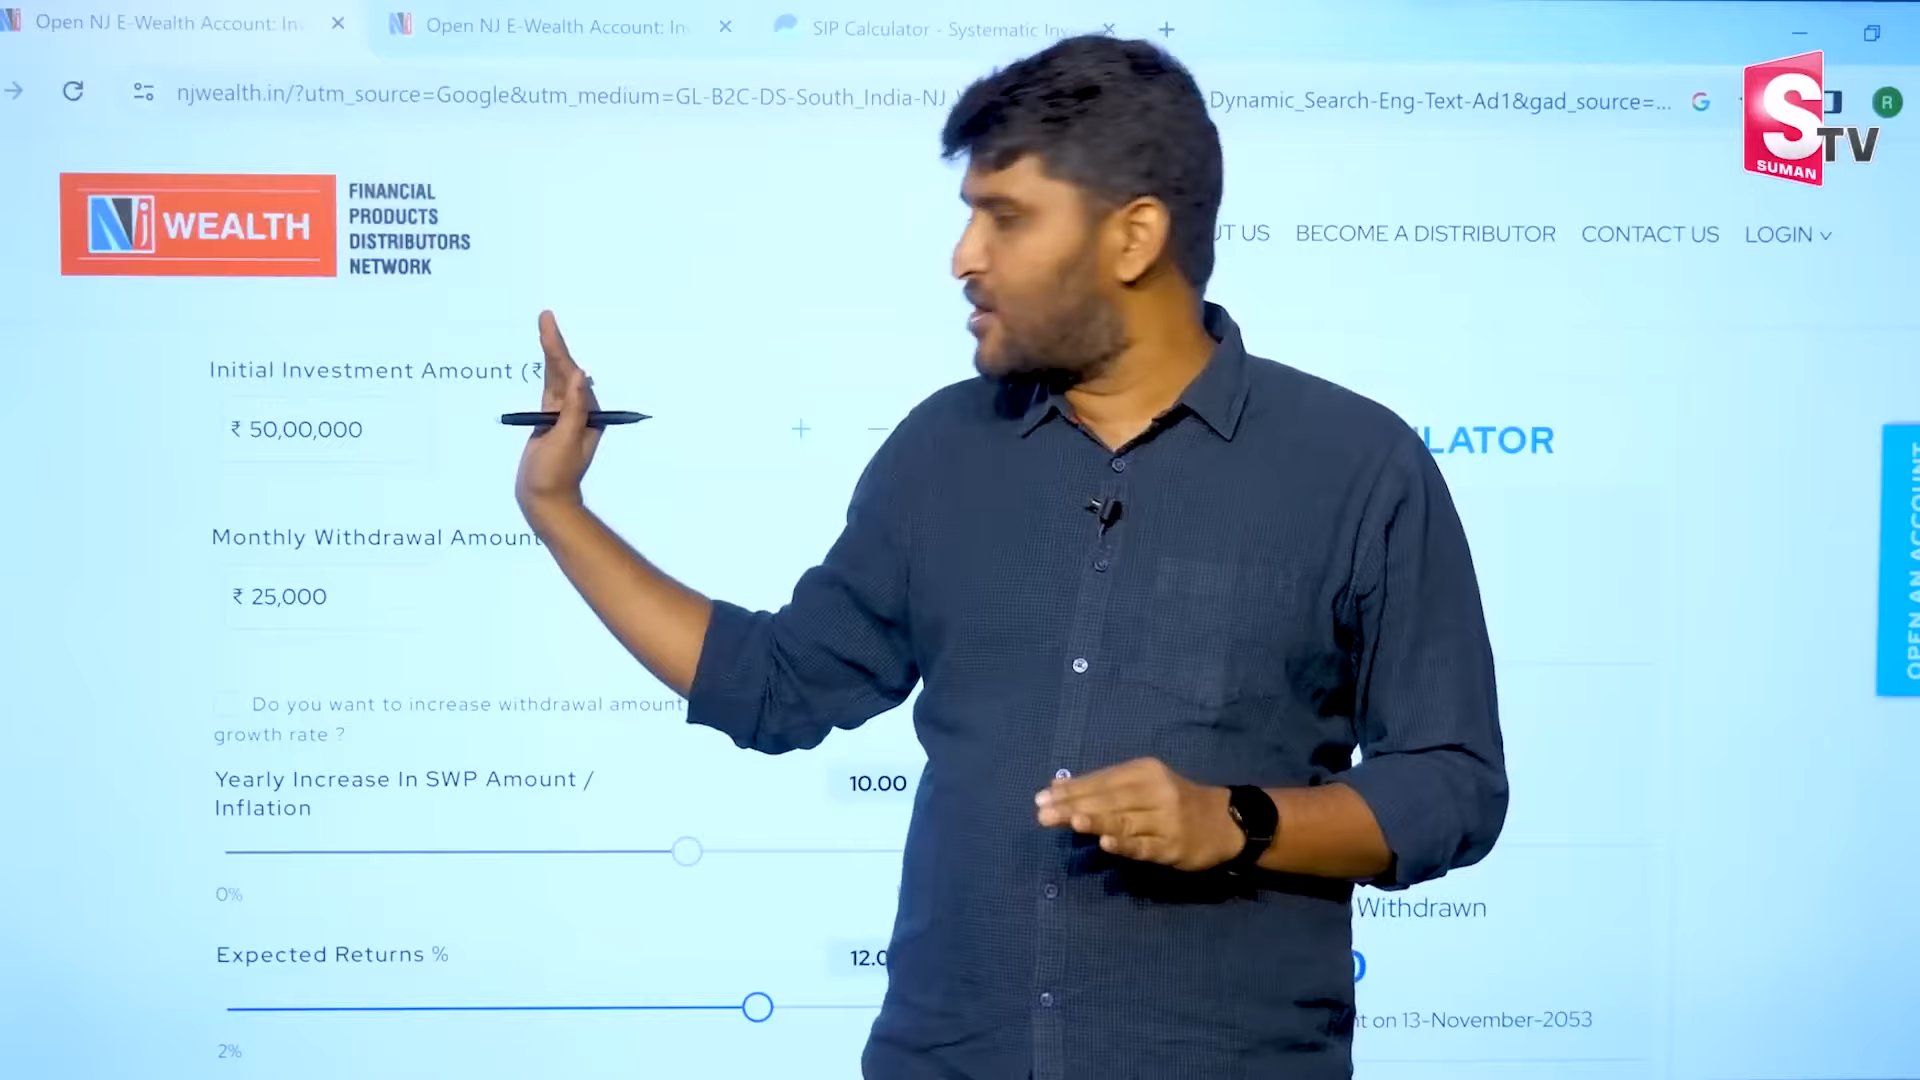 Open NJ E-Wealth Account: In
Open NJ E-Wealth Account: In
SIP Calculator - Systematic Inv
njwealth.in/?utm_source=Google&utm_medium=GL-B2C-DS-South_India-NJ_
Dynamic_Search-Eng-Text-Ad1&gad_source=...
R
S TV
SUMAN
Nj WEALTH
FINANCIAL
PRODUCTS
DISTRIBUTORS
NETWORK
UT US
BECOME A DISTRIBUTOR
CONTACT US
LOGIN
Initial Investment Amount (₹
₹ 50,00,000
+
–
LATOR
OPEN AN ACCOUNT
Monthly Withdrawal Amount
₹ 25,000
Do you want to increase withdrawal amount
growth rate ?
Yearly Increase In SWP Amount /
Inflation
10.00
0%
Withdrawn
Expected Returns %
12.0
2%
nt on 13-November-2053